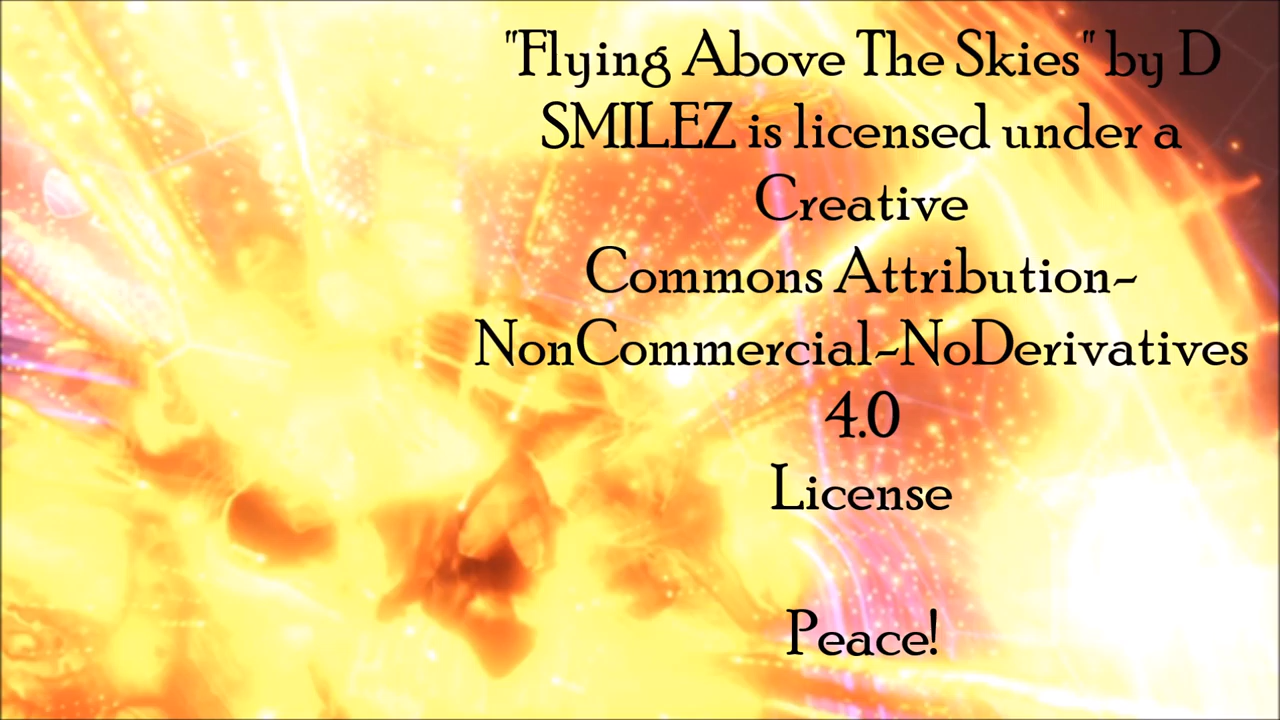 "Flying Above The Skies" by D
SMILEZ is licensed under a
Creative
Commons Attribution-
NonCommercial-NoDerivatives
4.0
License
Peace!